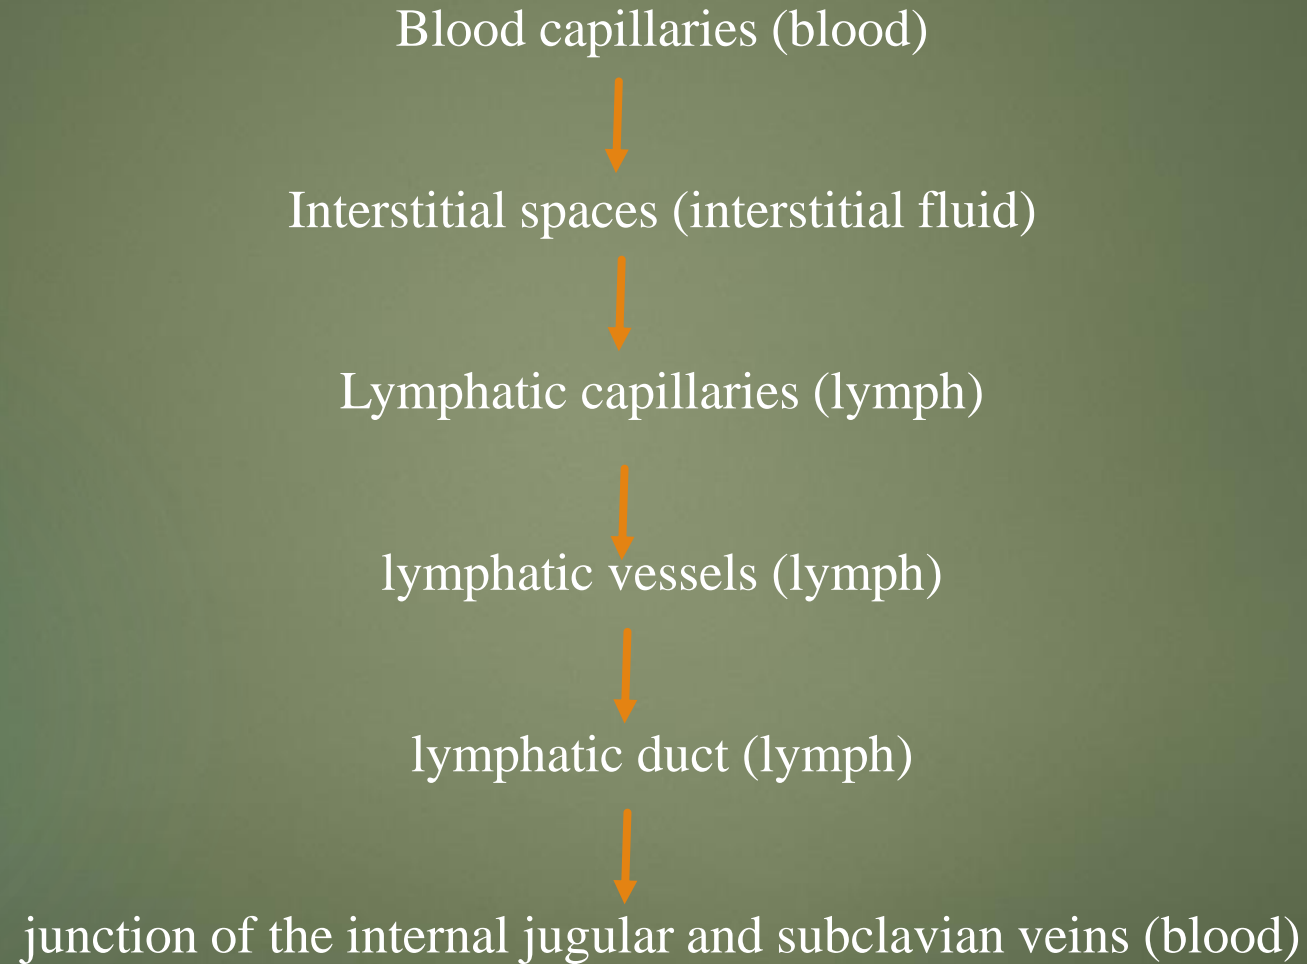 Blood capillaries (blood)
Interstitial spaces (interstitial fluid)
Lymphatic capillaries (lymph)
lymphatic vessels (lymph)
lymphatic duct (lymph)
junction of the internal jugular and subclavian veins (blood)